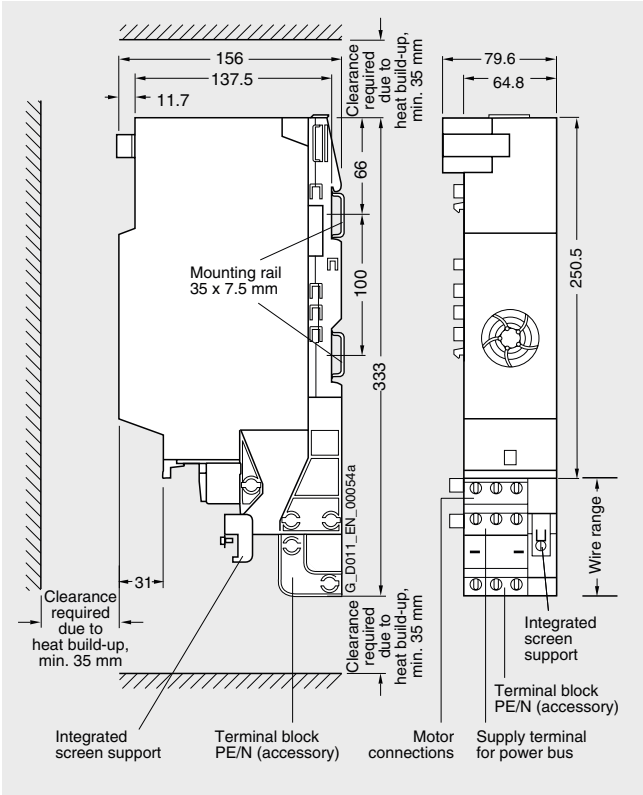 156
137.5
11.7
Clearance
required
due to
heat build-up,
min. 35 mm
79.6
64.8
66
100
Mounting rail
35 x 7.5 mm
333
250.5
G_D011_EN_00054a
Wire range
31
Clearance
required
due to
heat build-up,
min. 35 mm
Clearance
required
due to
heat build-up,
min. 35 mm
Integrated
screen
support
Terminal block
PE/N (accessory)
Integrated
screen support
Terminal block
PE/N (accessory)
Motor
connections
Supply terminal
for power bus